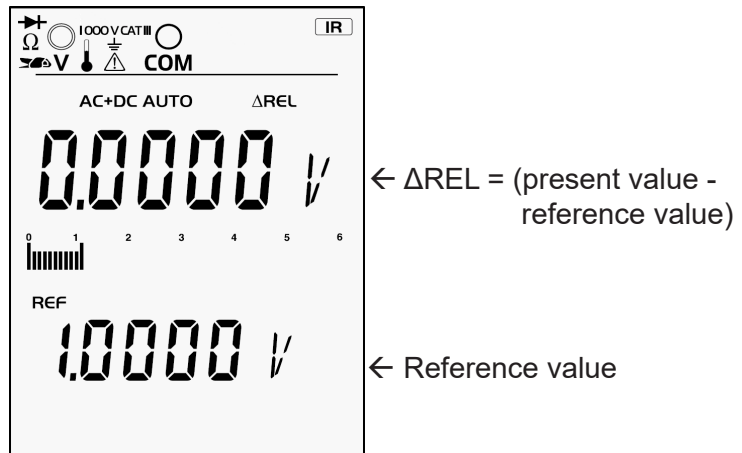 IR
Ω 1000 V CAT III
V COM
AC+DC AUTO ΔREL
0.0000 V
← ΔREL = (present value -
reference value)
0 1 2 3 4 5 6
REF
1.0000 V
← Reference value